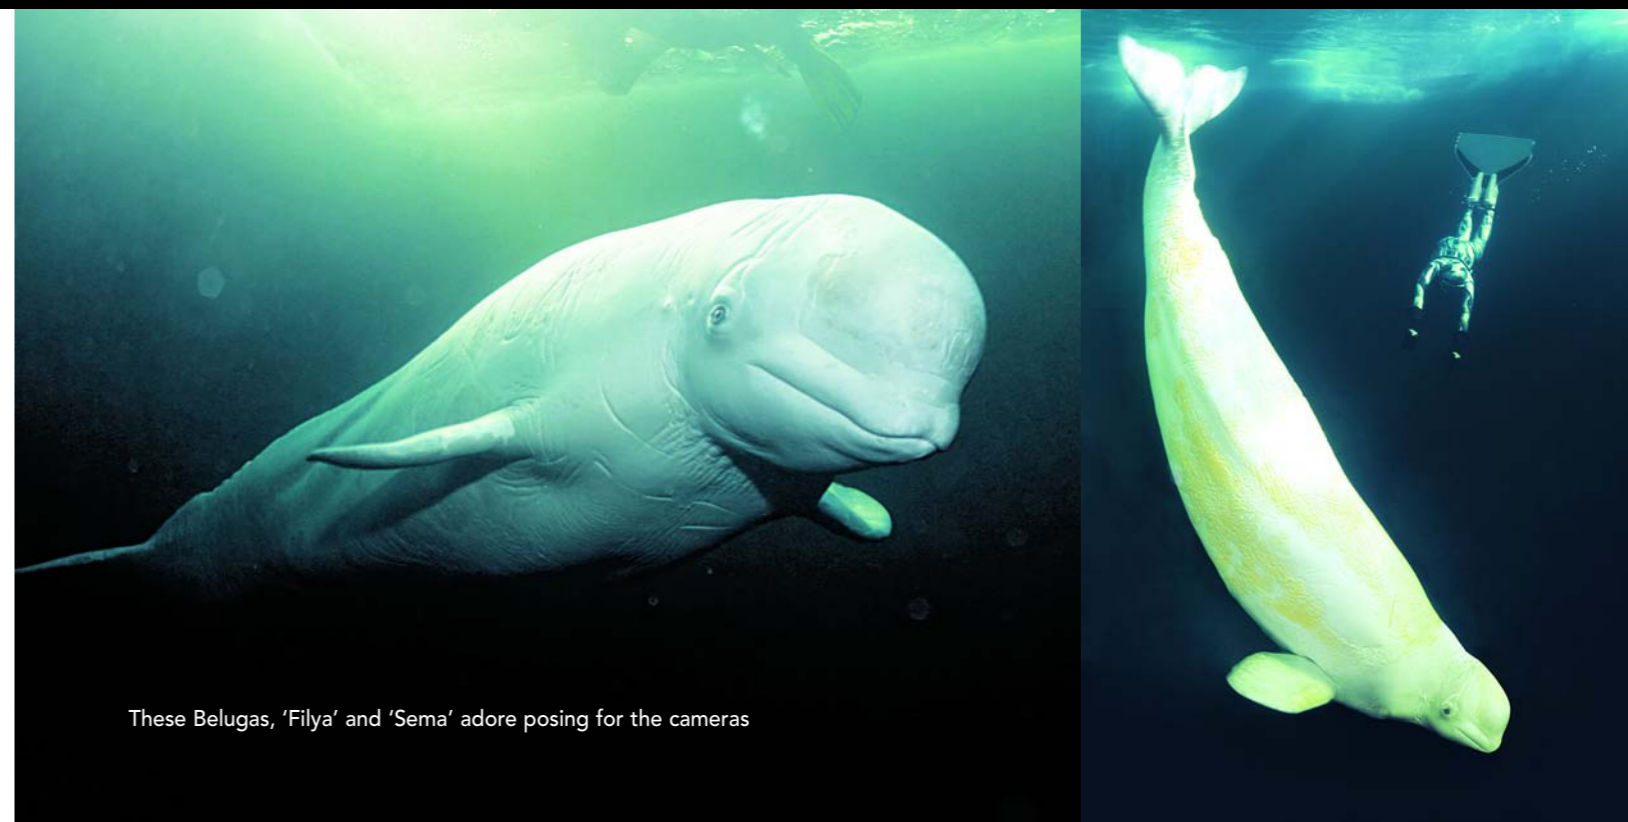 These Belugas, ‘Filya’ and ‘Sema’ adore posing for the cameras